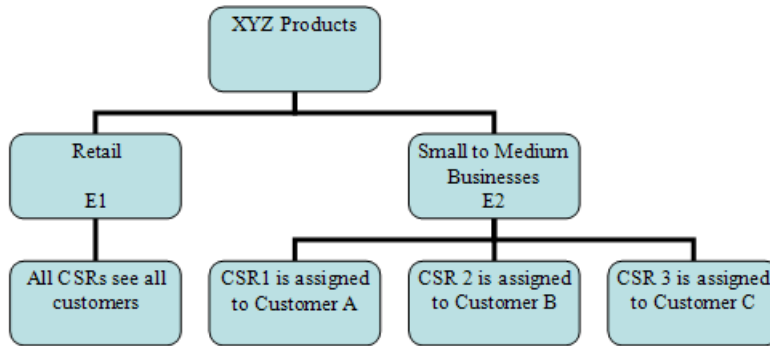 XYZ Products
Retail
E1
Small to Medium
Businesses
E2
All CSRs see all
customers
CSR1 is assigned
to Customer A
CSR 2 is assigned
to Customer B
CSR 3 is assigned
to Customer C